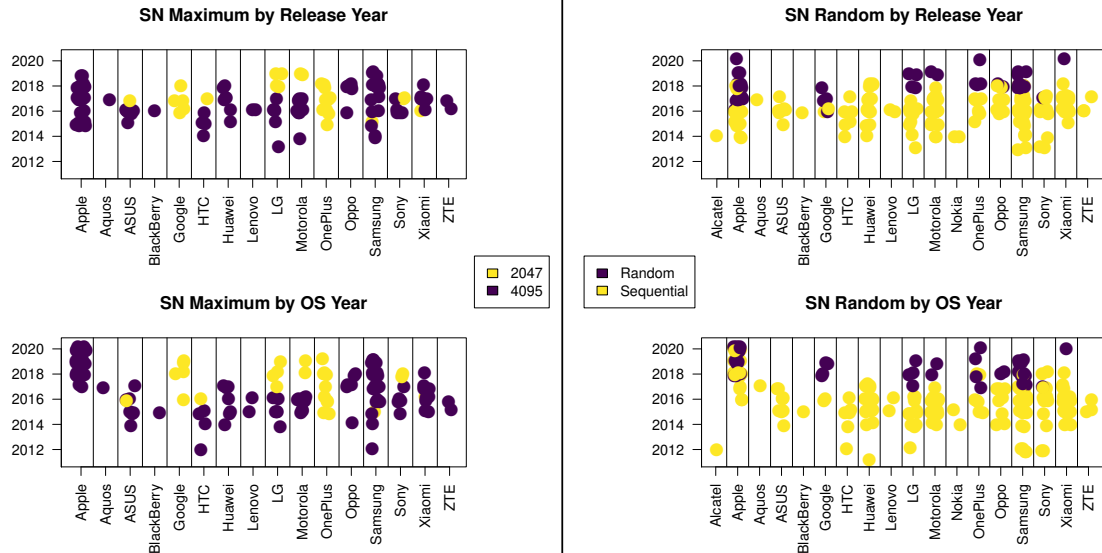 SN Maximum by Release Year
2020
2018
2016
2014
2012
Apple
Aquos
ASUS
BlackBerry
Google
HTC
Huawei
Lenovo
LG
Motorola
OnePlus
Oppo
Samsung
Sony
Xiaomi
ZTE
2047
4095
SN Maximum by OS Year
2020
2018
2016
2014
2012
Apple
Aquos
ASUS
BlackBerry
Google
HTC
Huawei
Lenovo
LG
Motorola
OnePlus
Oppo
Samsung
Sony
Xiaomi
ZTE
SN Random by Release Year
2020
2018
2016
2014
2012
Alcatel
Apple
Aquos
ASUS
BlackBerry
Google
HTC
Huawei
Lenovo
LG
Motorola
Nokia
OnePlus
Oppo
Samsung
Sony
Xiaomi
ZTE
Random
Sequential
SN Random by OS Year
2020
2018
2016
2014
2012
Alcatel
Apple
Aquos
ASUS
BlackBerry
Google
HTC
Huawei
Lenovo
LG
Motorola
Nokia
OnePlus
Oppo
Samsung
Sony
Xiaomi
ZTE